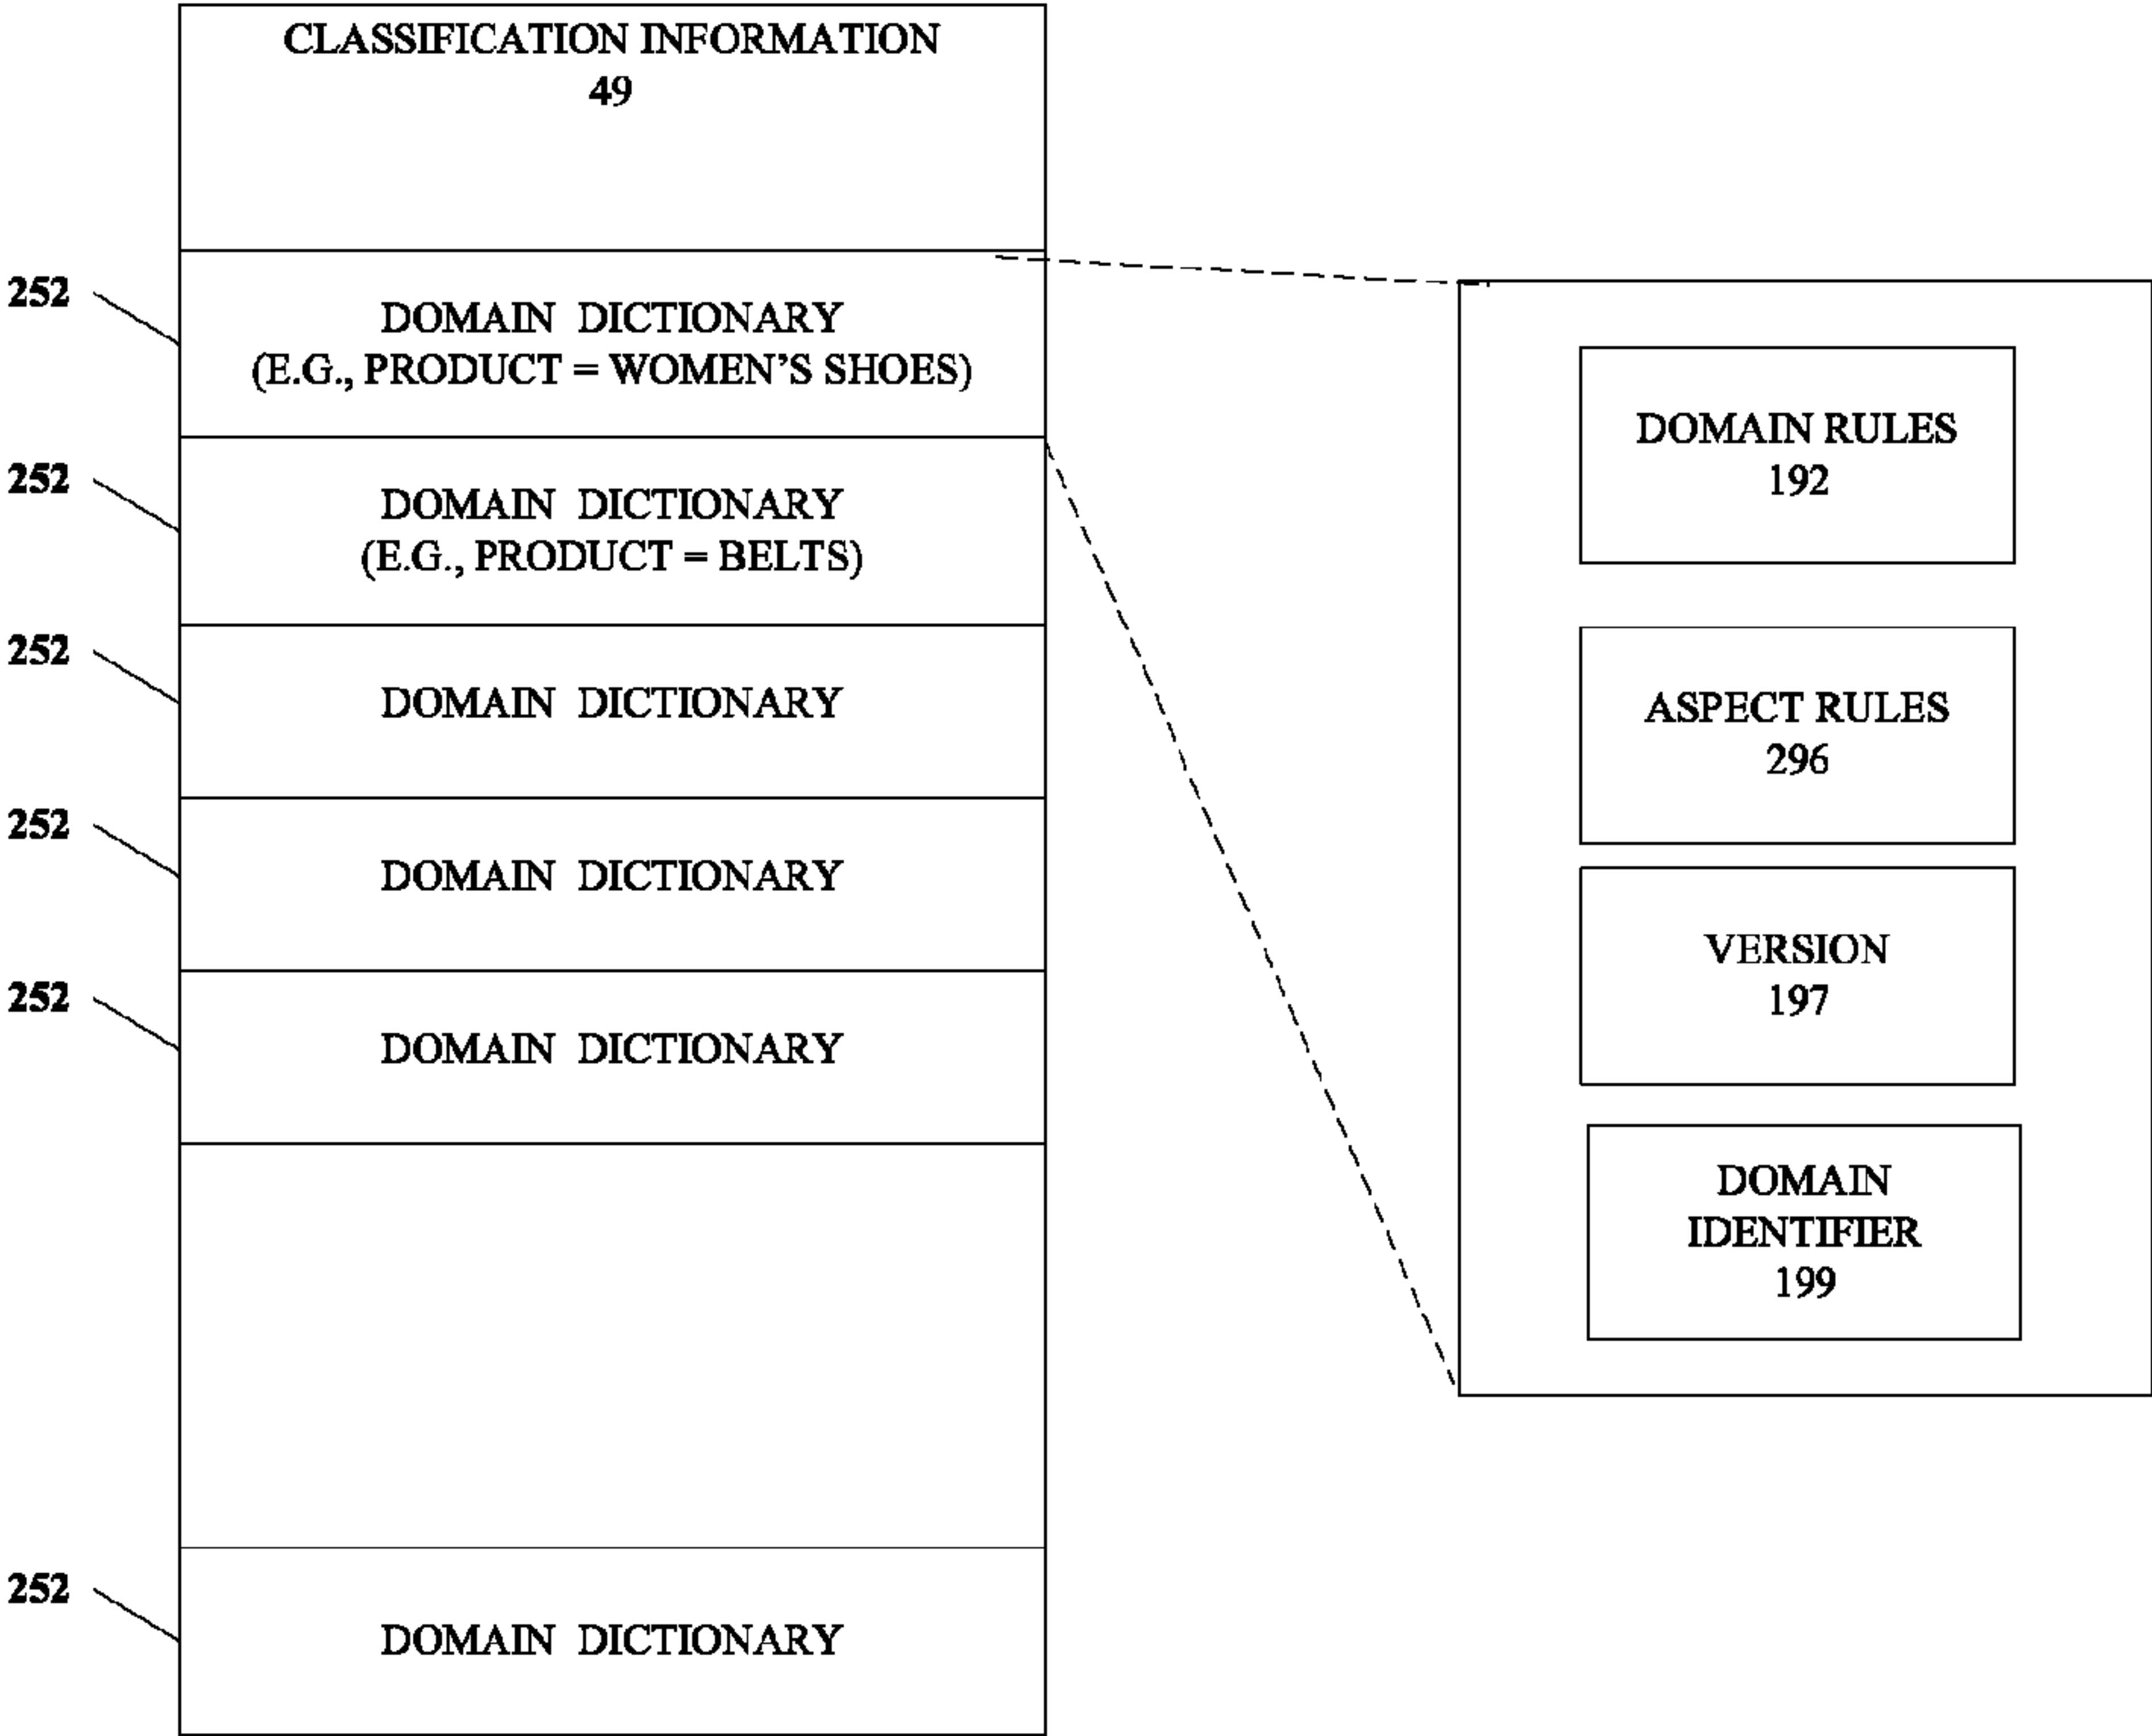 CLASSIFICATION INFORMATION
49
252
DOMAIN DICTIONARY
(E.G., PRODUCT = WOMEN'S SHOES)
252
DOMAIN DICTIONARY
(E.G., PRODUCT = BELTS)
252
DOMAIN DICTIONARY
252
DOMAIN DICTIONARY
252
DOMAIN DICTIONARY
252
DOMAIN DICTIONARY
DOMAIN RULES
192
ASPECT RULES
296
VERSION
197
DOMAIN
IDENTIFIER
199